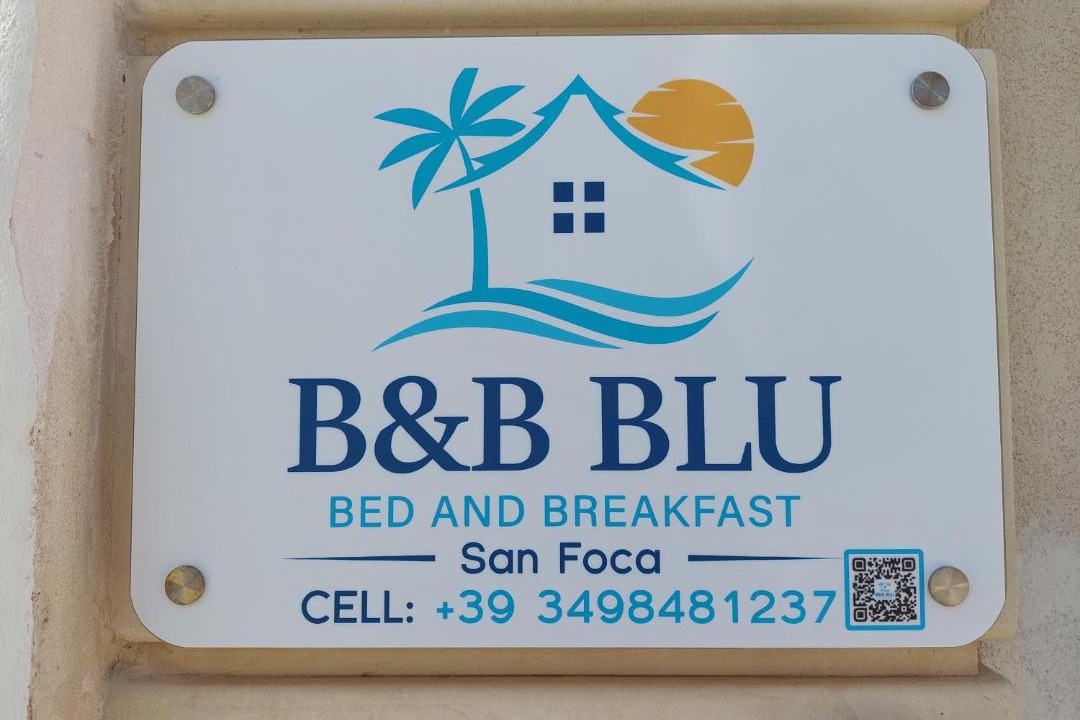 B&B BLU
BED AND BREAKFAST
San Foca
CELL: +39 3498481237